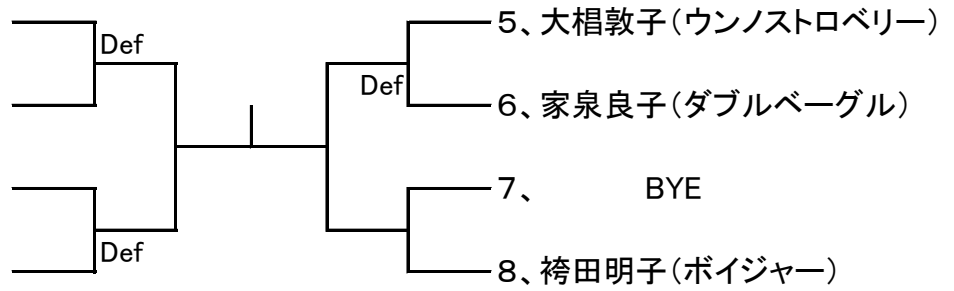 5、大椙敦子(ウンノストロベリー)
Def
Def
6、家泉良子(ダブルベーグル)
7、 BYE
Def
8、袴田明子(ボイジャー)